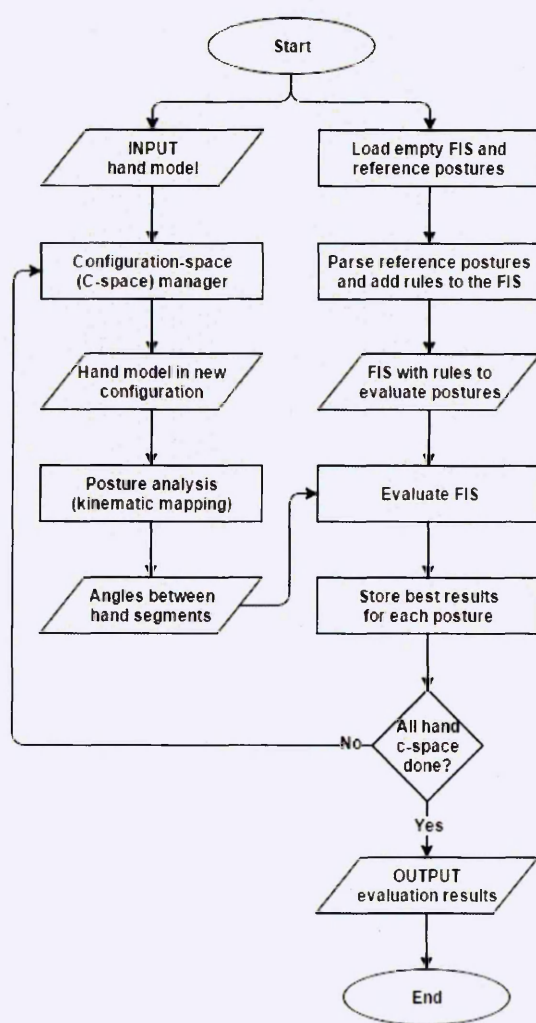 Start
INPUT
hand model
Load empty FIS and
reference postures
Configuration-space
(C-space) manager
Parse reference postures
and add rules to the FIS
Hand model in new
configuration
FIS with rules to
evaluate postures
Posture analysis
(kinematic mapping)
Evaluate FIS
Angles between
hand segments
Store best results
for each posture
All hand
c-space
done?
No
Yes
OUTPUT
evaluation results
End